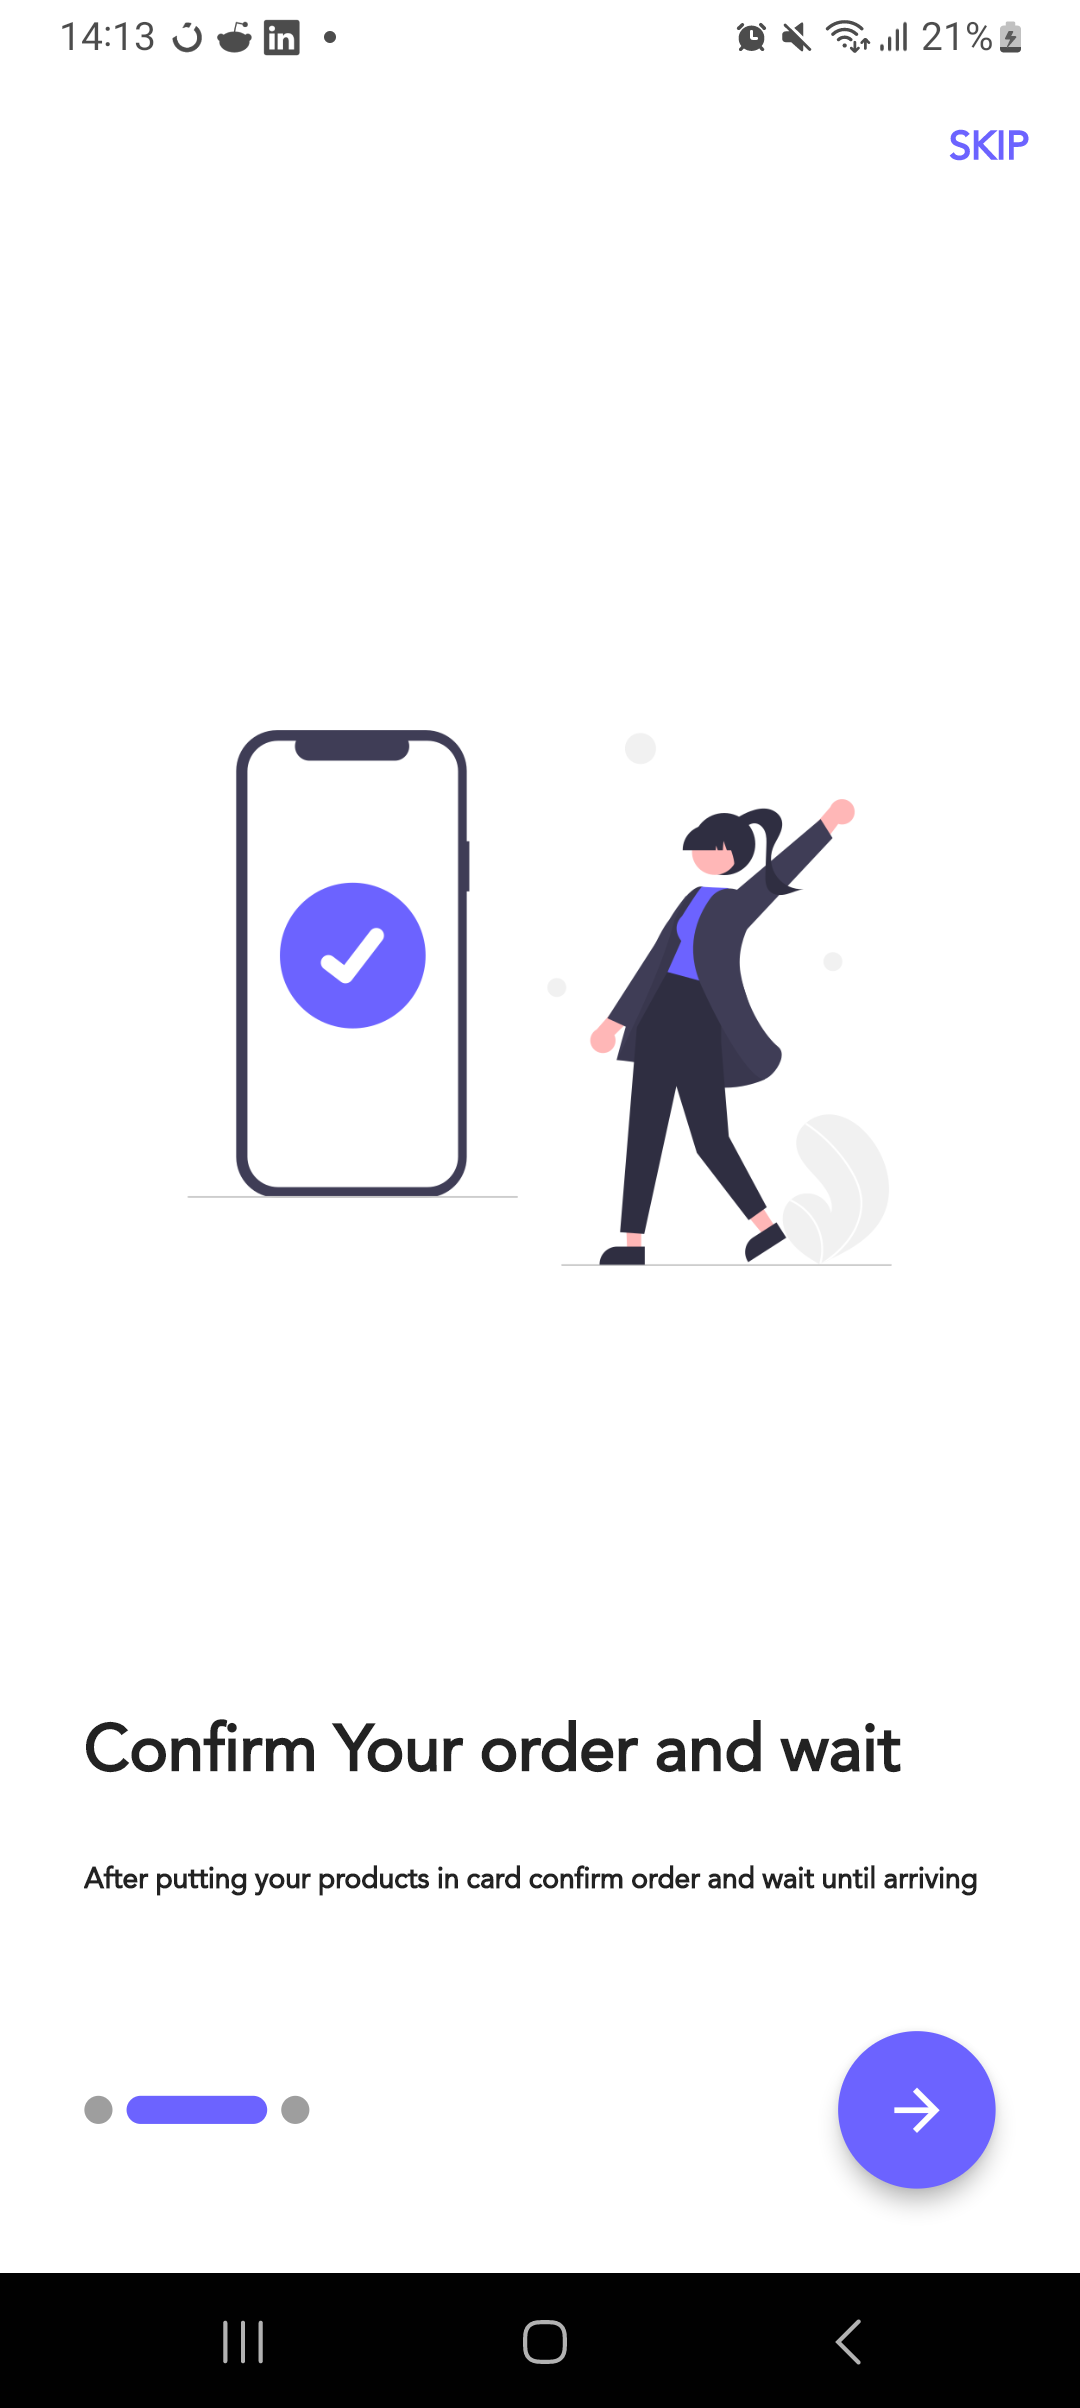 14:13
21%
SKIP
Confirm Your order and wait
After putting your products in card confirm order and wait until arriving